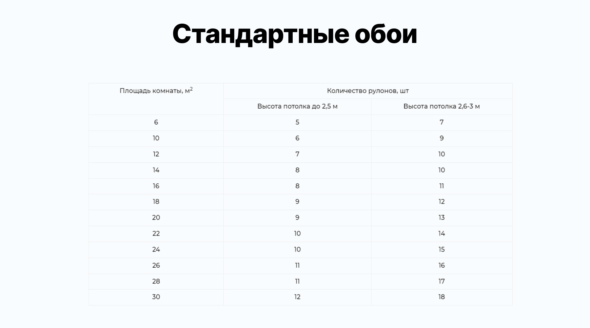 Стандартные обои
Площадь комнаты, м² Количество рулонов, шт
Высота потолка до 2,5 м Высота потолка 2,6-3 м
6 5 7
10 6 9
12 7 10
14 8 10
16 8 11
18 9 12
20 9 13
22 10 14
24 10 15
26 11 16
28 11 17
30 12 18